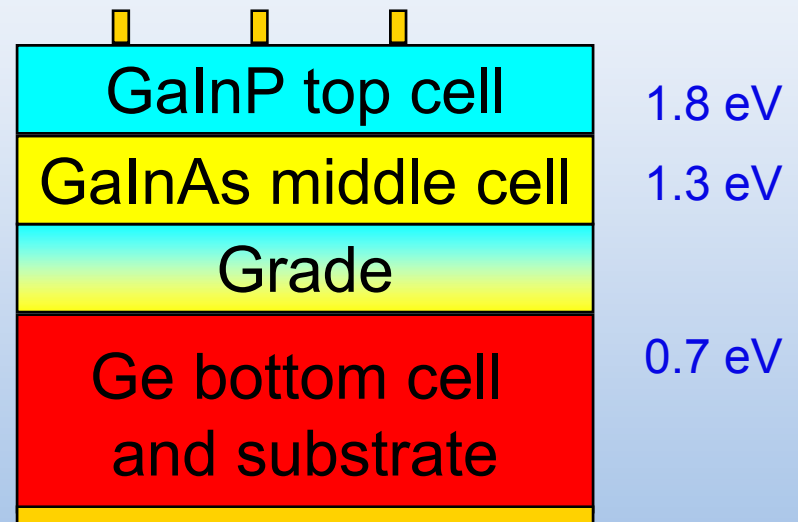 GaInP top cell
1.8 eV
GaInAs middle cell
1.3 eV
Grade
Ge bottom cell
and substrate
0.7 eV